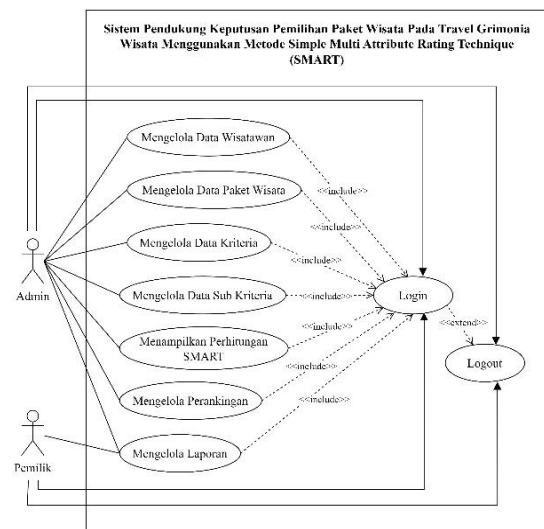 Sistem Pendukung Keputusan Pemilihan Paket Wisata Pada Travel Grimonia
Wisata Menggunakan Metode Simple Multi Attribute Rating Technique
(SMART)
Mengelola Data Wisatawan
<<include>>
Mengelola Data Paket Wisata
<<include>>
Mengelola Data Kriteria
<<include>>
Admin
Mengelola Data Sub Kriteria
<<include>>
Login
Menampilkan Perhitungan
SMART
<<include>>
<<extend>>
Logout
Mengelola Perankingan
<<include>>
Mengelola Laporan
<<include>>
Pemilik